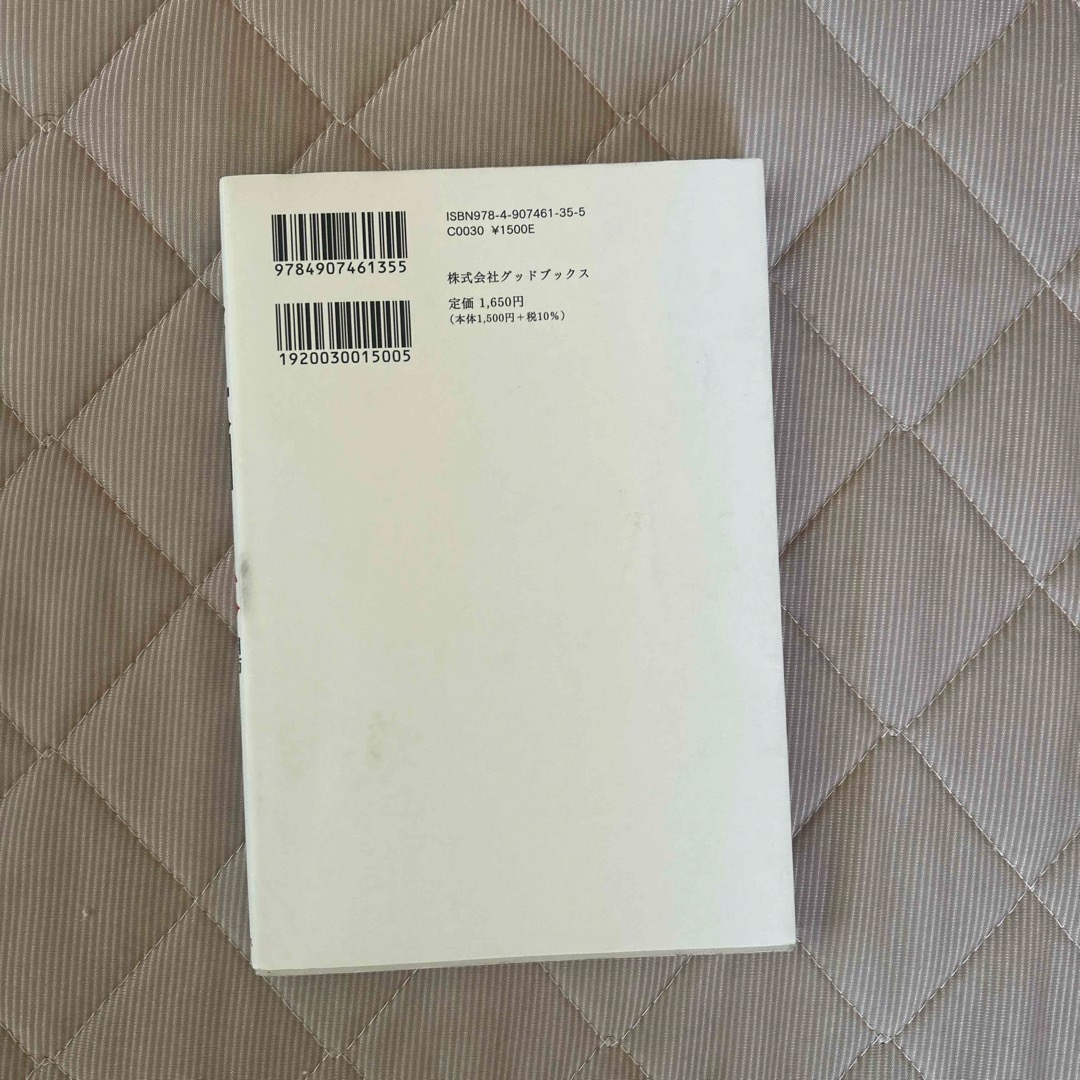 ISBN978-4-907461-35-5
C0030 ¥1500E
9784907461355
株式会社グッドブックス
定価 1,650円
（本体1,500円＋税10%）
1920030015005